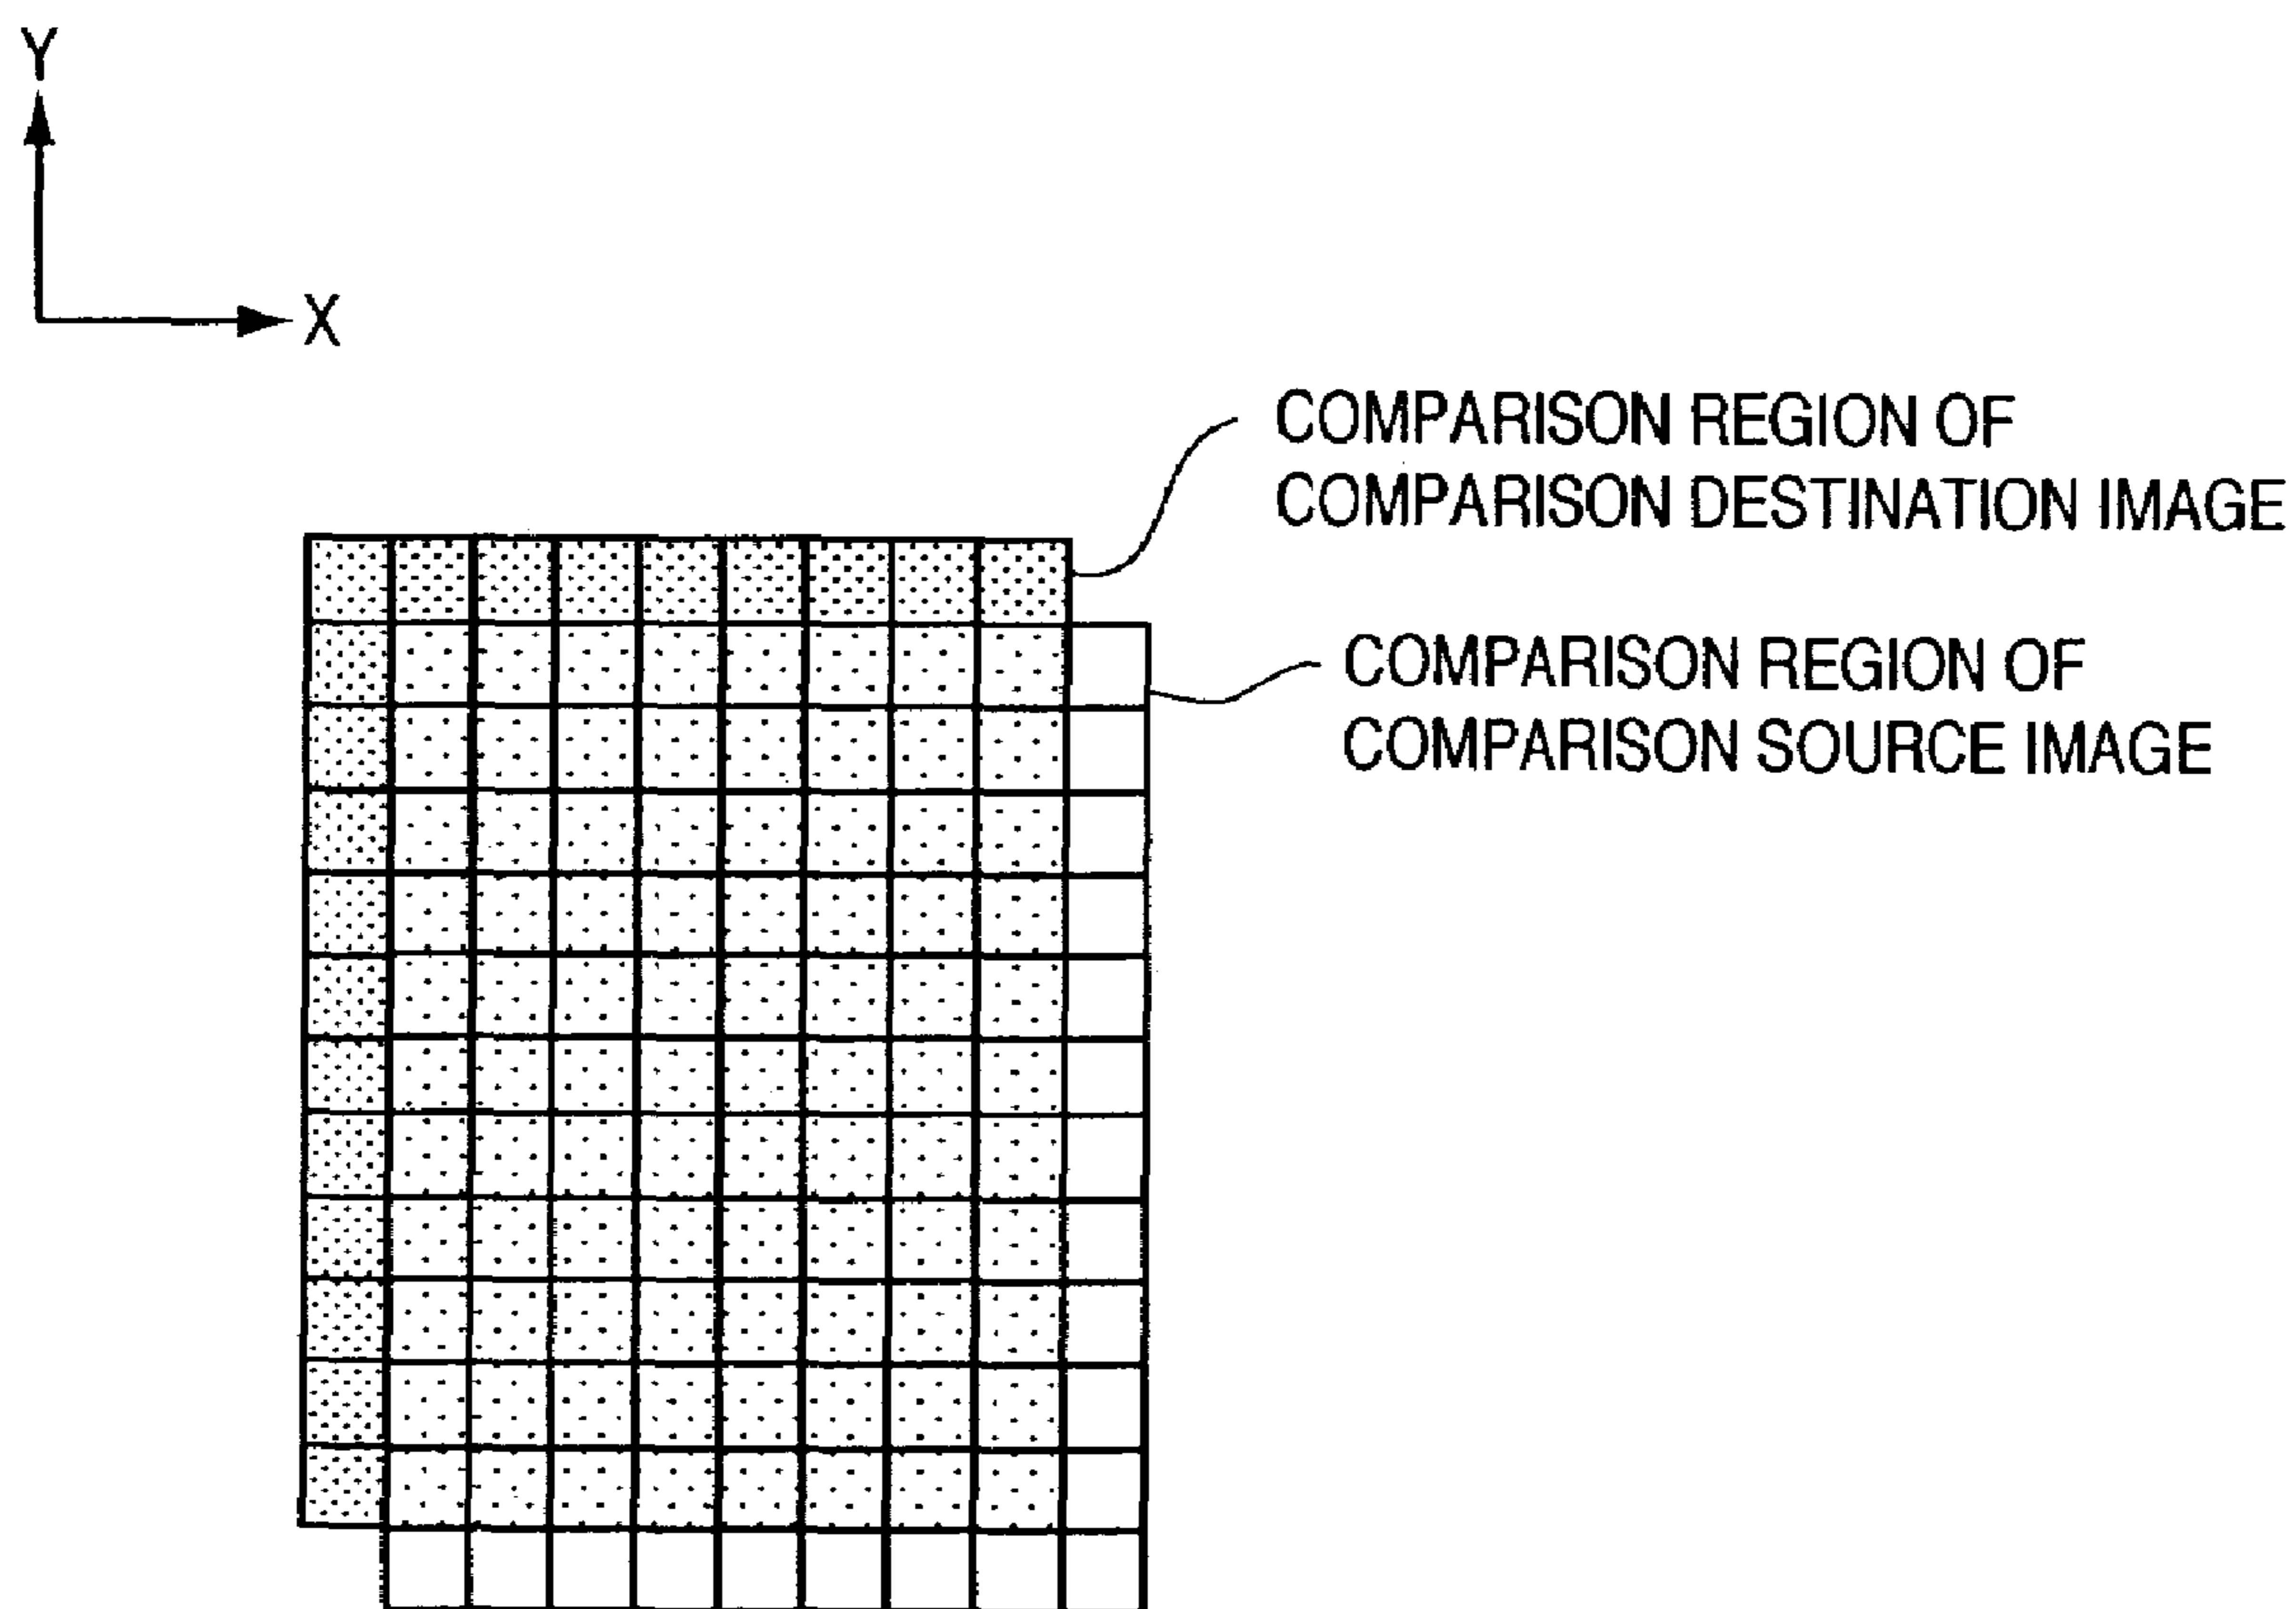 Y
X
COMPARISON REGION OF
COMPARISON DESTINATION IMAGE
COMPARISON REGION OF
COMPARISON SOURCE IMAGE